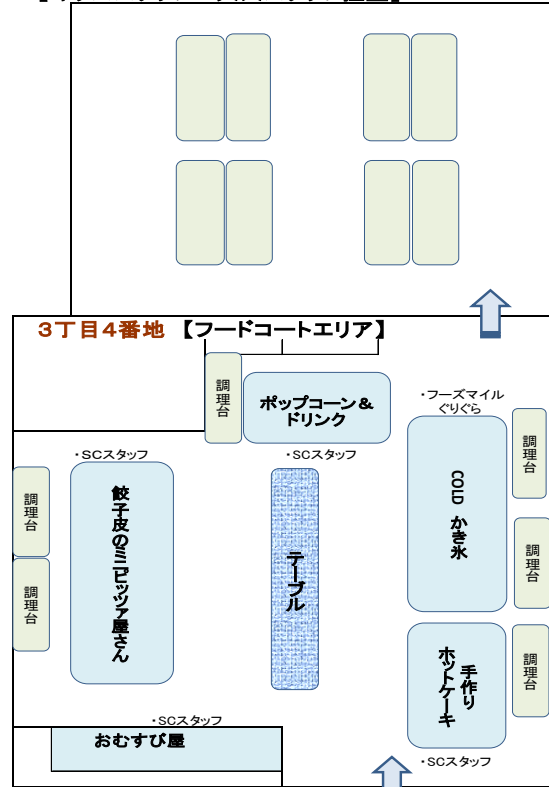 3丁目4番地 【フードコートエリア】
調理台
ポップコーン＆
ドリンク
・フーズマイル
ぐりぐら
・SCスタッフ
・SCスタッフ
調理台
調理台
餃子皮のミニピッツァ屋さん
テーブル
COLD かき氷
調理台
調理台
手作り
ホットケーキ
調理台
・SCスタッフ
おむすび屋
・SCスタッフ